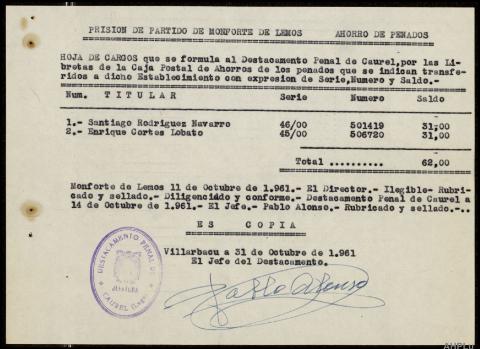 PRISION DE PARTIDO DE MONFORTE DE LEMOS AHORRO DE PENADOS
HOJA DE CARGOS que se formula al Destacamento Penal de Caurel,por las Li-
bretas de la Caja Postal de Ahorros de los penados que se indican transfe-
ridos a dicho Establecimiento con expresion de Serie,Numero y Saldo.-
Num. T I T U L A R Serie Numero Saldo
1.- Santiago Rodriguez Navarro 46/00 501419 31,00
2.- Enrique Cortes Lobato 45/00 506720 31,00
Total .......... 62,00
Monforte de Lemos 11 de Octubre de 1.961.- El Director.- Ilegible- Rubri-
cado y sellado.- Diligenciado y conforme.- Destacamento Penal de Caurel a
14 de Octubre de 1.961.- El Jefe.- Pablo Alonso.- Rubricado y sellado.-..
E S C O P I A
Villarbacu a 31 de Octubre de 1.961
El Jefe del Destacamento.
DESTACAMENTO PENAL DE
JEFATURA
CAUREL (Lugo)
Pablo Alonso